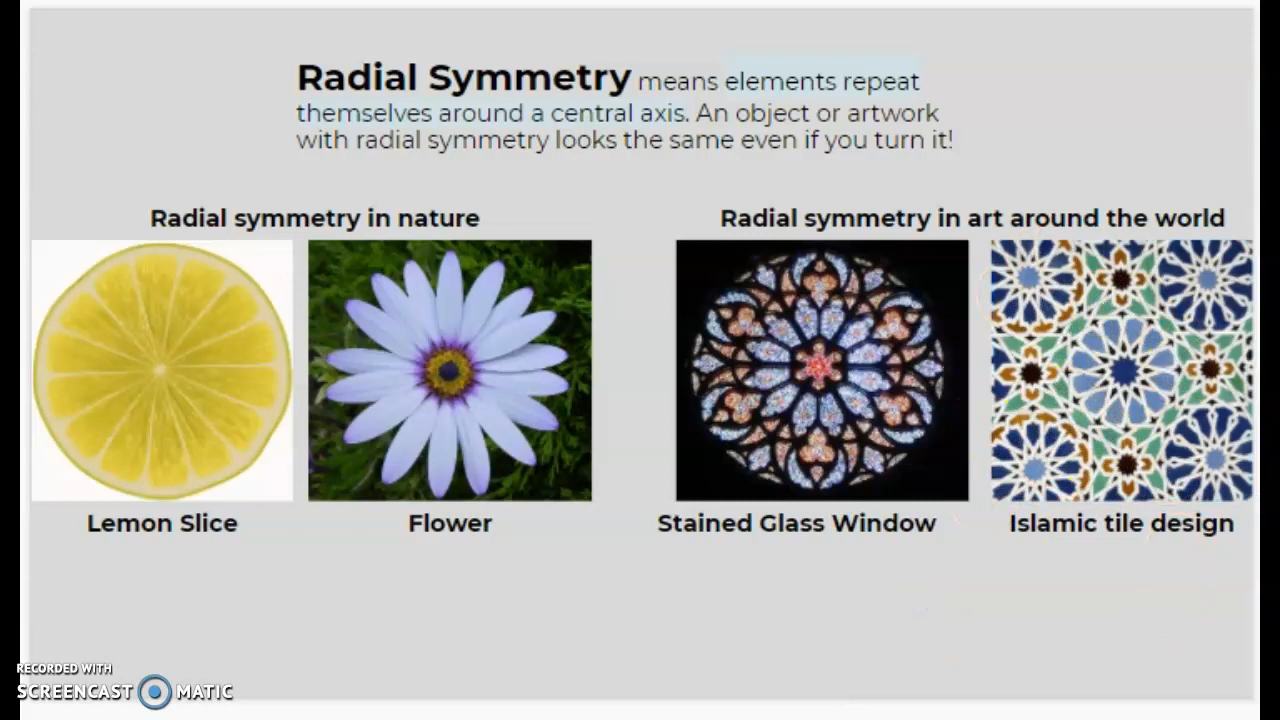 Radial Symmetry means elements repeat
themselves around a central axis. An object or artwork
with radial symmetry looks the same even if you turn it!
Radial symmetry in nature
Radial symmetry in art around the world
Lemon Slice
Flower
Stained Glass Window
Islamic tile design
RECORDED WITH
SCREENCAST MATIC